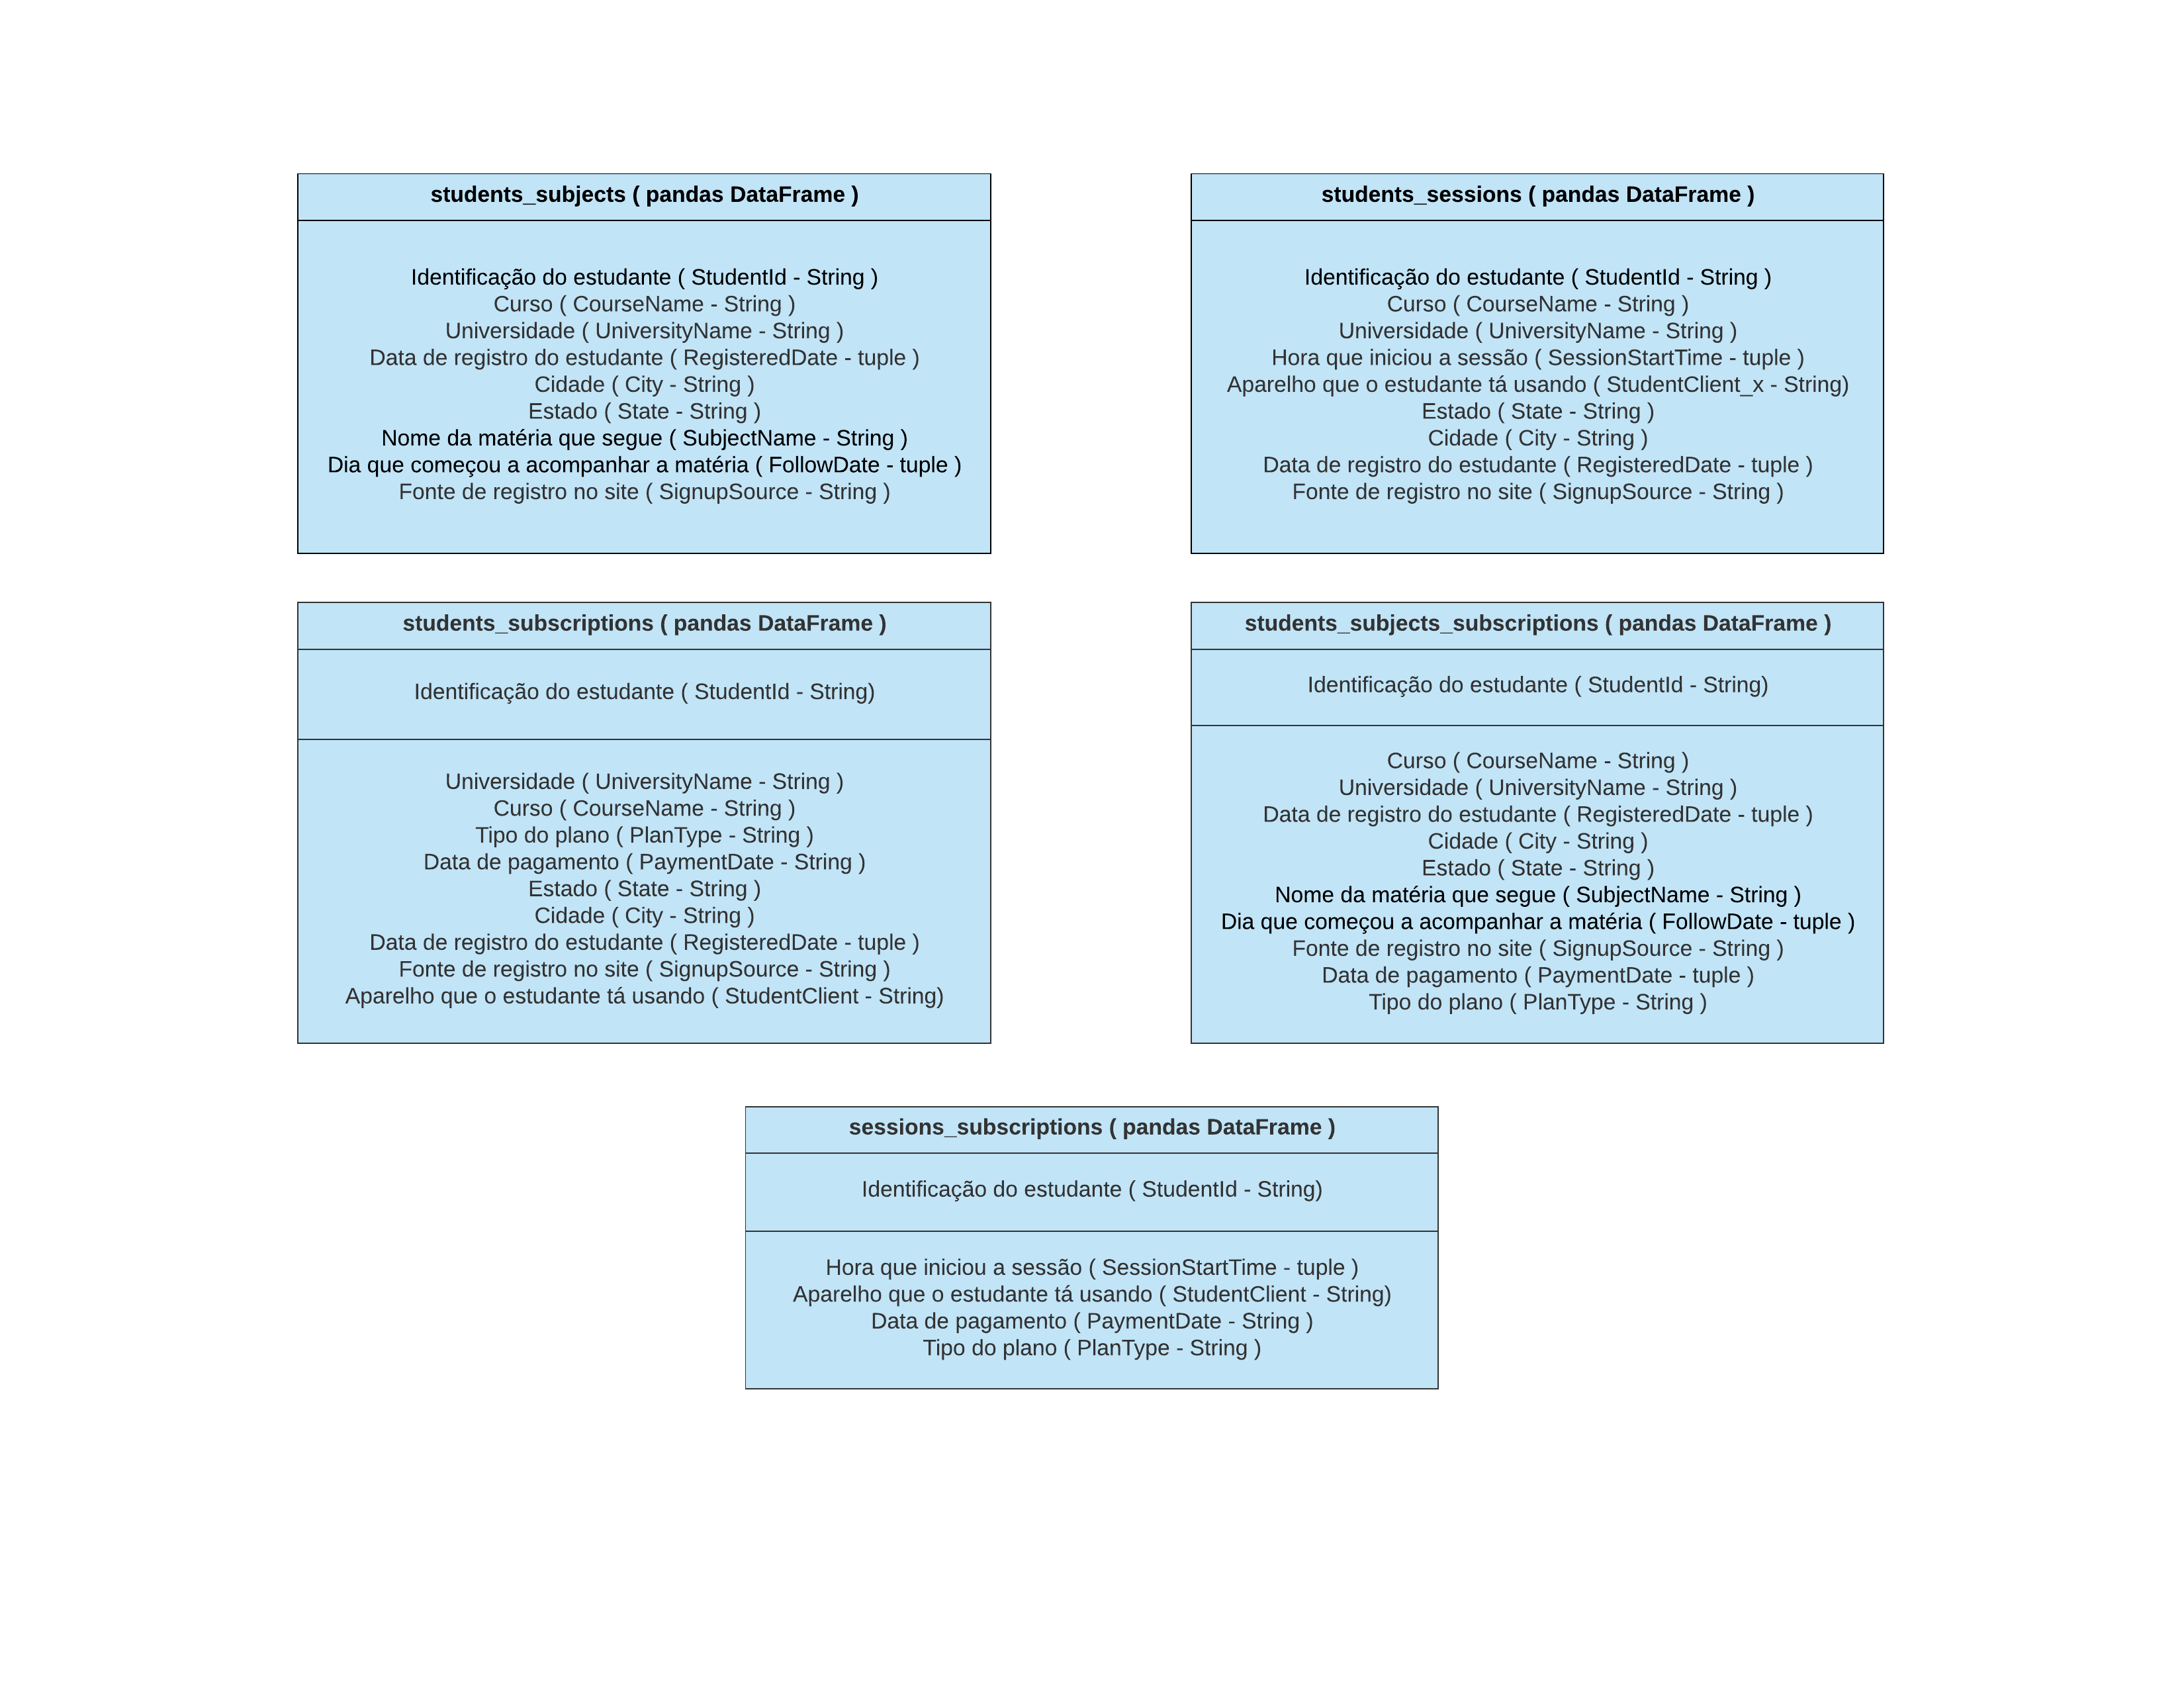 students_subjects ( pandas DataFrame )
Identificação do estudante ( StudentId - String )
Curso ( CourseName - String )
Universidade ( UniversityName - String )
Data de registro do estudante ( RegisteredDate - tuple )
Cidade ( City - String )
Estado ( State - String )
Nome da matéria que segue ( SubjectName - String )
Dia que começou a acompanhar a matéria ( FollowDate - tuple )
Fonte de registro no site ( SignupSource - String )
students_sessions ( pandas DataFrame )
Identificação do estudante ( StudentId - String )
Curso ( CourseName - String )
Universidade ( UniversityName - String )
Hora que iniciou a sessão ( SessionStartTime - tuple )
Aparelho que o estudante tá usando ( StudentClient_x - String)
Estado ( State - String )
Cidade ( City - String )
Data de registro do estudante ( RegisteredDate - tuple )
Fonte de registro no site ( SignupSource - String )
students_subscriptions ( pandas DataFrame )
Identificação do estudante ( StudentId - String)
Universidade ( UniversityName - String )
Curso ( CourseName - String )
Tipo do plano ( PlanType - String )
Data de pagamento ( PaymentDate - String )
Estado ( State - String )
Cidade ( City - String )
Data de registro do estudante ( RegisteredDate - tuple )
Fonte de registro no site ( SignupSource - String )
Aparelho que o estudante tá usando ( StudentClient - String)
students_subjects_subscriptions ( pandas DataFrame )
Identificação do estudante ( StudentId - String)
Curso ( CourseName - String )
Universidade ( UniversityName - String )
Data de registro do estudante ( RegisteredDate - tuple )
Cidade ( City - String )
Estado ( State - String )
Nome da matéria que segue ( SubjectName - String )
Dia que começou a acompanhar a matéria ( FollowDate - tuple )
Fonte de registro no site ( SignupSource - String )
Data de pagamento ( PaymentDate - tuple )
Tipo do plano ( PlanType - String )
sessions_subscriptions ( pandas DataFrame )
Identificação do estudante ( StudentId - String)
Hora que iniciou a sessão ( SessionStartTime - tuple )
Aparelho que o estudante tá usando ( StudentClient - String)
Data de pagamento ( PaymentDate - String )
Tipo do plano ( PlanType - String )